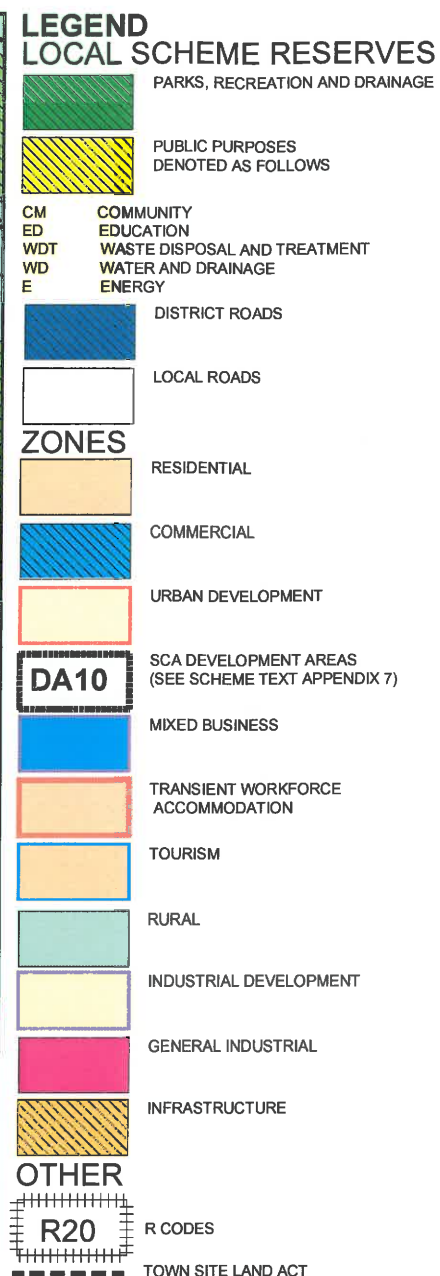 LEGEND
LOCAL SCHEME RESERVES
PARKS, RECREATION AND DRAINAGE
PUBLIC PURPOSES
DENOTED AS FOLLOWS
CM COMMUNITY
ED EDUCATION
WDT WASTE DISPOSAL AND TREATMENT
WD WATER AND DRAINAGE
E ENERGY
DISTRICT ROADS
LOCAL ROADS
ZONES
RESIDENTIAL
COMMERCIAL
URBAN DEVELOPMENT
DA10
SCA DEVELOPMENT AREAS
(SEE SCHEME TEXT APPENDIX 7)
MIXED BUSINESS
TRANSIENT WORKFORCE
ACCOMMODATION
TOURISM
RURAL
INDUSTRIAL DEVELOPMENT
GENERAL INDUSTRIAL
INFRASTRUCTURE
OTHER
R20 R CODES
TOWN SITE LAND ACT